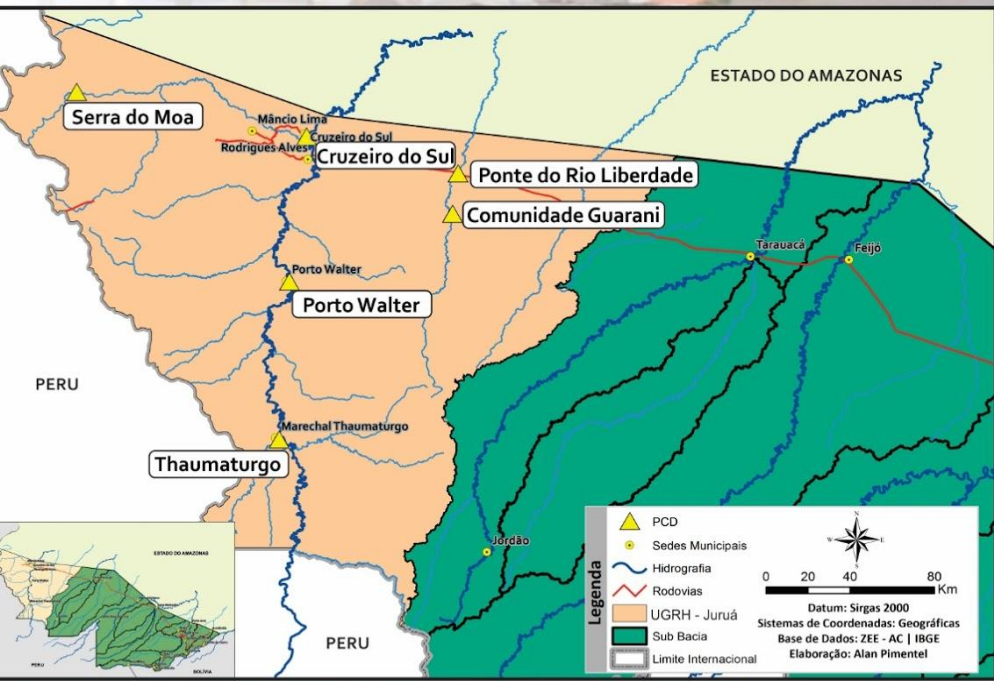 ESTADO DO AMAZONAS
Serra do Moa
Mâncio Lima
Cruzeiro do Sul
Rodrigues Alves
Cruzeiro do Sul
Ponte do Rio Liberdade
Comunidade Guarani
Tarauacá
Feijó
Porto Walter
Porto Walter
PERU
Marechal Thaumaturgo
Thaumaturgo
Jordão
PERU
ESTADO DO AMAZONAS
PERU
BOLÍVIA
Legenda
PCD
Sedes Municipais
Hidrografia
Rodovias
UGRH - Juruá
Sub Bacia
Limite Internacional
N
W
E
S
0 20 40 80
Km
Datum: Sirgas 2000
Sistemas de Coordenadas: Geográficas
Base de Dados: ZEE - AC | IBGE
Elaboração: Alan Pimentel